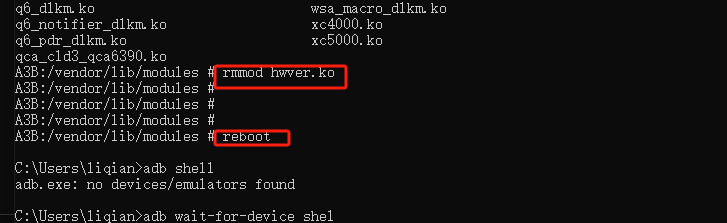 q6_dlkm.ko wsa_macro_dlkm.ko
q6_notifier_dlkm.ko xc4000.ko
q6_pdr_dlkm.ko xc5000.ko
qca_cld3_qca6390.ko
A3B:/vendor/lib/modules # rmmod hwver.ko
A3B:/vendor/lib/modules #
A3B:/vendor/lib/modules #
A3B:/vendor/lib/modules #
A3B:/vendor/lib/modules # reboot
C:\Users\liqian>adb shell
adb.exe: no devices/emulators found
C:\Users\liqian>adb wait-for-device shel